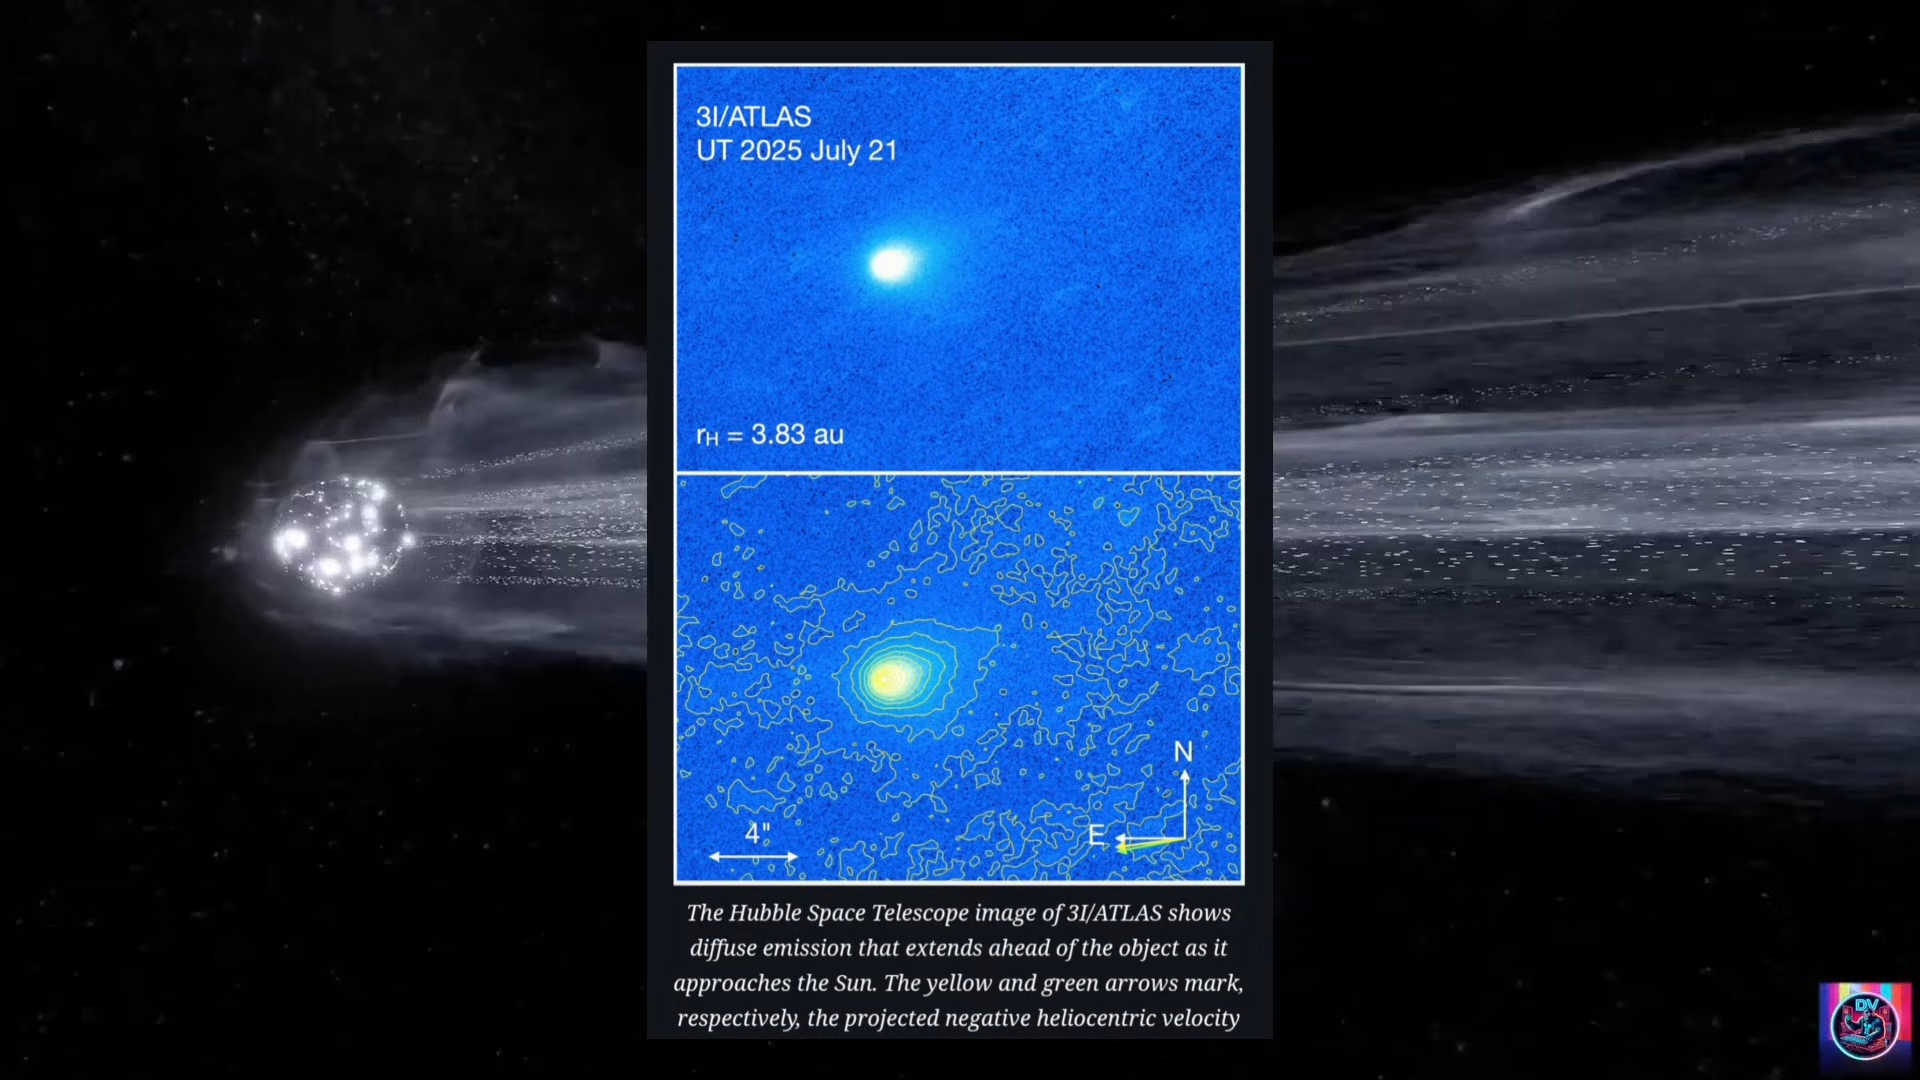 3I/ATLAS
UT 2025 July 21
rH = 3.83 au
N
E
4"
The Hubble Space Telescope image of 3I/ATLAS shows
diffuse emission that extends ahead of the object as it
approaches the Sun. The yellow and green arrows mark,
respectively, the projected negative heliocentric velocity
DV